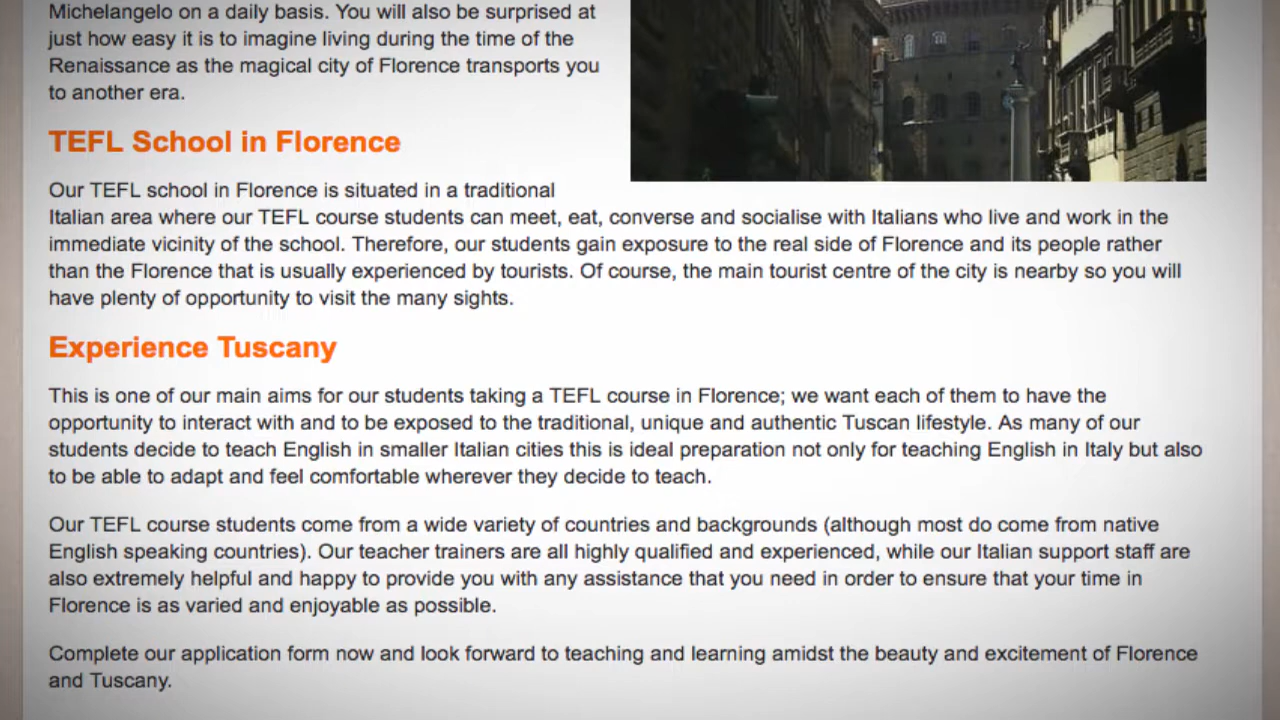 Michelangelo on a daily basis. You will also be surprised at
just how easy it is to imagine living during the time of the
Renaissance as the magical city of Florence transports you
to another era.
TEFL School in Florence
Our TEFL school in Florence is situated in a traditional
Italian area where our TEFL course students can meet, eat, converse and socialise with Italians who live and work in the
immediate vicinity of the school. Therefore, our students gain exposure to the real side of Florence and its people rather
than the Florence that is usually experienced by tourists. Of course, the main tourist centre of the city is nearby so you will
have plenty of opportunity to visit the many sights.
Experience Tuscany
This is one of our main aims for our students taking a TEFL course in Florence; we want each of them to have the
opportunity to interact with and to be exposed to the traditional, unique and authentic Tuscan lifestyle. As many of our
students decide to teach English in smaller Italian cities this is ideal preparation not only for teaching English in Italy but also
to be able to adapt and feel comfortable wherever they decide to teach.
Our TEFL course students come from a wide variety of countries and backgrounds (although most do come from native
English speaking countries). Our teacher trainers are all highly qualified and experienced, while our Italian support staff are
also extremely helpful and happy to provide you with any assistance that you need in order to ensure that your time in
Florence is as varied and enjoyable as possible.
Complete our application form now and look forward to teaching and learning amidst the beauty and excitement of Florence
and Tuscany.